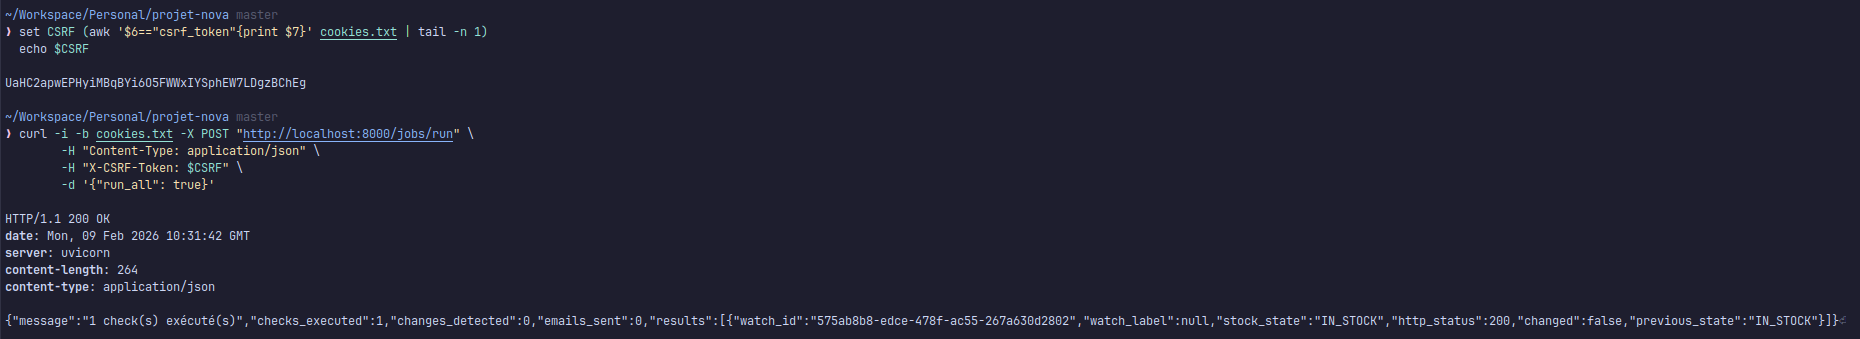 ~/Workspace/Personal/projet-nova master
❯ set CSRF (awk '$6=="csrf_token"{print $7}' cookies.txt | tail -n 1)
  echo $CSRF
UaHC2apwEPHyiMBqBYi6O5FWWxIYSphEW7LDgzBChEg
~/Workspace/Personal/projet-nova master
❯ curl -i -b cookies.txt -X POST "http://localhost:8000/jobs/run" \
        -H "Content-Type: application/json" \
        -H "X-CSRF-Token: $CSRF" \
        -d '{"run_all": true}'
HTTP/1.1 200 OK
date: Mon, 09 Feb 2026 10:31:42 GMT
server: uvicorn
content-length: 264
content-type: application/json
{"message":"1 check(s) exécuté(s)","checks_executed":1,"changes_detected":0,"emails_sent":0,"results":[{"watch_id":"575ab8b8-edce-478f-ac55-267a630d2802","watch_label":null,"stock_state":"IN_STOCK","http_status":200,"changed":false,"previous_state":"IN_STOCK"}]}⏎